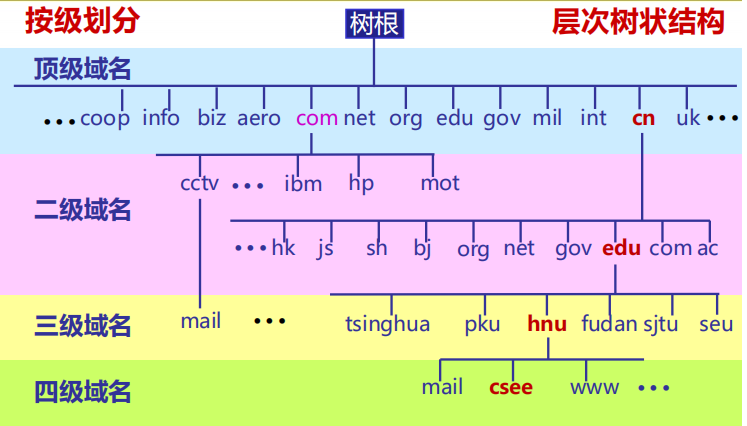 按级划分 树根 层次树状结构
顶级域名
••• coop info biz aero com net org edu gov mil int cn uk •••
cctv ••• ibm hp mot
二级域名
••• hk js sh bj org net gov edu com ac
三级域名 mail ••• tsinghua pku hnu fudan sjtu seu
四级域名 mail csee www •••